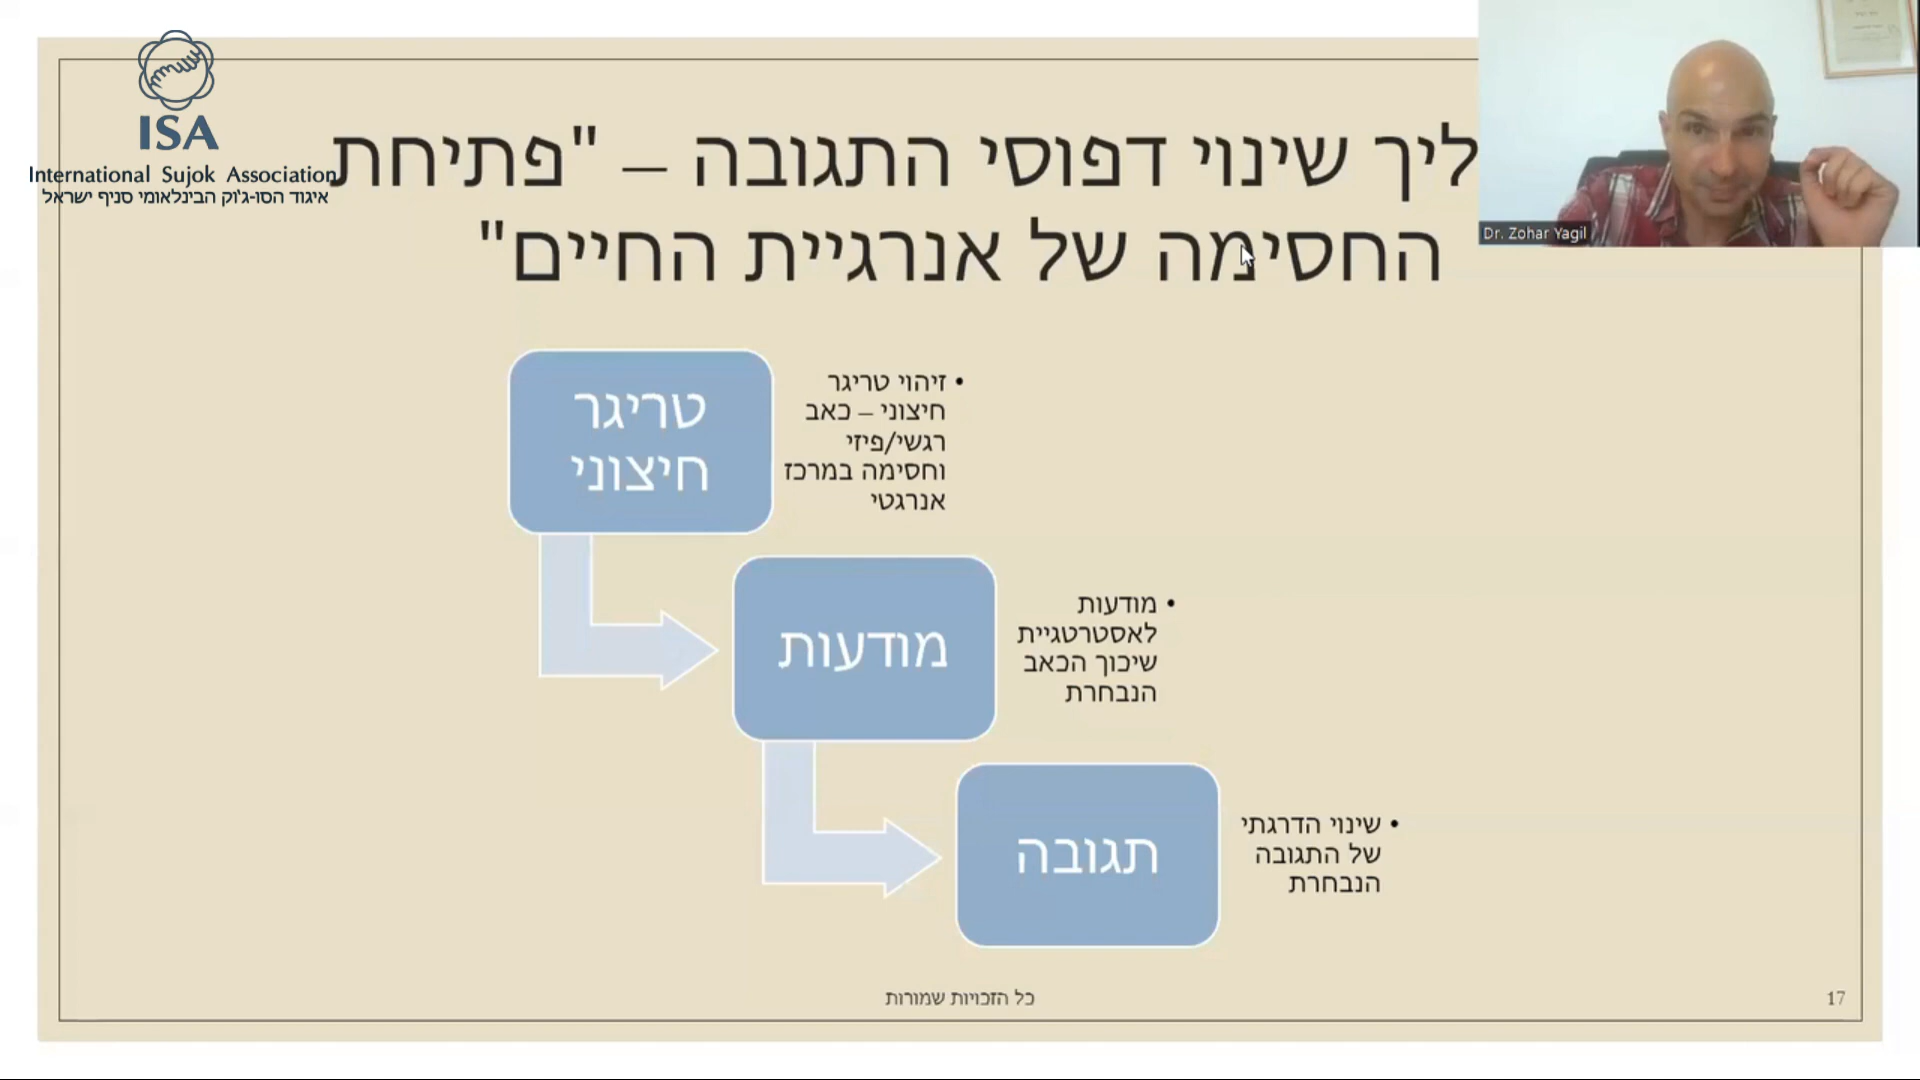 ISA
International Sujok Association
איגוד הסו-ג'וק הבינלאומי סניף ישראל
Dr. Zohar Yagil
שינוי דפוסי התגובה – "פתיחת
החסימה של אנרגיית החיים"
טריגר
חיצוני
• זיהוי טריגר
חיצוני – כאב
רגשי/פיזי
וחסימה במרכז
אנרגטי
מודעות
• מודעות
לאסטרטגיית
שיכוך הכאב
הנבחרת
תגובה
• שינוי הדרגתי
של התגובה
הנבחרת
כל הזכויות שמורות
17